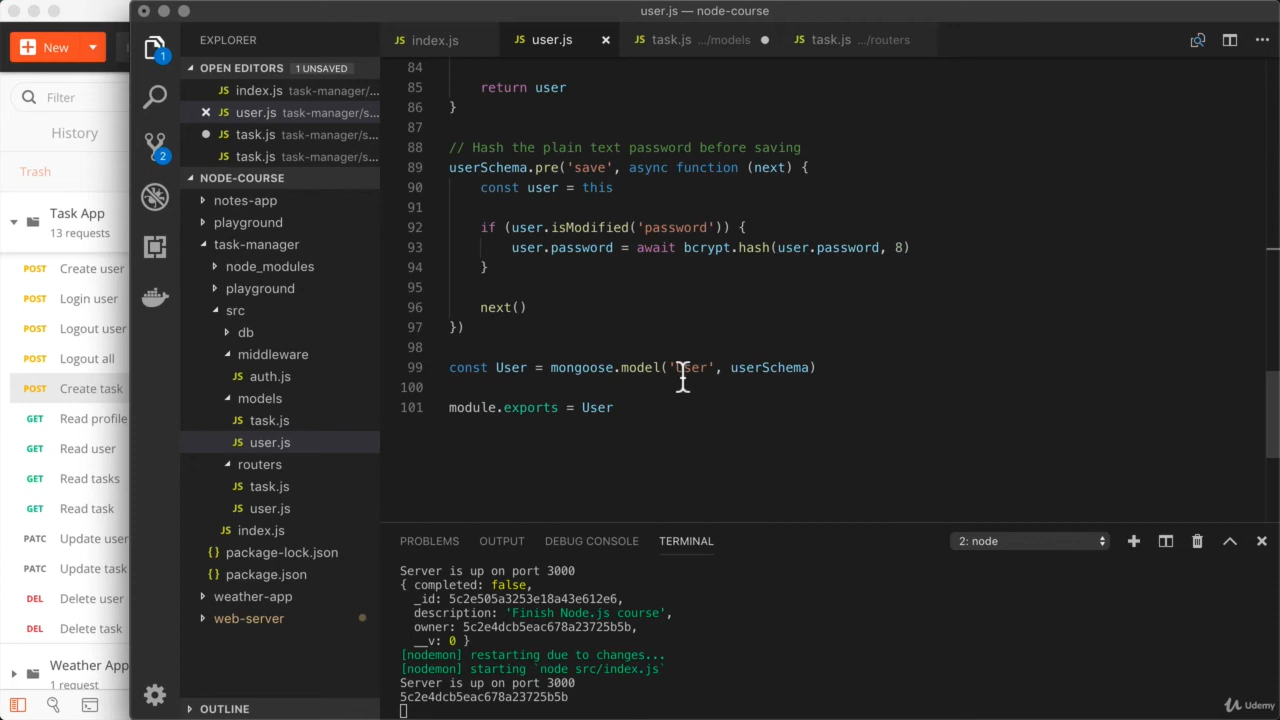 user.js — node-course
New
Filter
History
Trash
Task App
13 requests
POST Create user
POST Login user
POST Logout user
POST Logout all
POST Create task
GET Read profile
GET Read user
GET Read tasks
GET Read task
PATC Update user
PATC Update task
DEL Delete user
DEL Delete task
Weather App
1 request
1
2
EXPLORER
OPEN EDITORS 1 UNSAVED
JS index.js task-manager/...
JS user.js task-manager/s...
JS task.js task-manager/s...
JS task.js task-manager/s...
NODE-COURSE
notes-app
playground
task-manager
node_modules
playground
src
db
middleware
JS auth.js
models
JS task.js
JS user.js
routers
JS task.js
JS user.js
JS index.js
{} package-lock.json
{} package.json
weather-app
web-server
OUTLINE
JS index.js JS user.js JS task.js .../models JS task.js .../routers
84
85 return user
86 }
87
88 // Hash the plain text password before saving
89 userSchema.pre('save', async function (next) {
90 const user = this
91
92 if (user.isModified('password')) {
93 user.password = await bcrypt.hash(user.password, 8)
94 }
95
96 next()
97 })
98
99 const User = mongoose.model('User', userSchema)
100
101 module.exports = User
PROBLEMS OUTPUT DEBUG CONSOLE TERMINAL 2: node
Server is up on port 3000
{ completed: false,
_id: 5c2e505a3253e18a43e612e6,
description: 'Finish Node.js course',
owner: 5c2e4dcb5eac678a23725b5b,
__v: 0 }
[nodemon] restarting due to changes...
[nodemon] starting `node src/index.js`
Server is up on port 3000
5c2e4dcb5eac678a23725b5b
Udemy